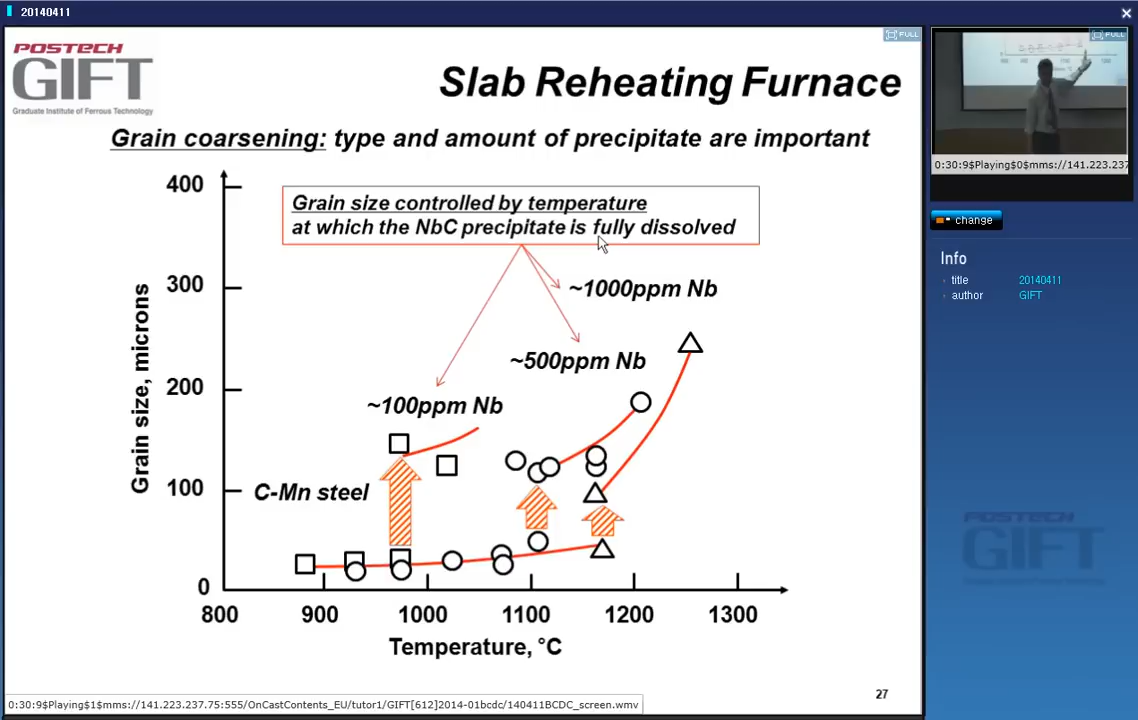 20140411
POSTECH
GIFT
Graduate Institute of Ferrous Technology
FULL
Slab Reheating Furnace
Grain coarsening: type and amount of precipitate are important
400
300
200
100
0
Grain size, microns
Grain size controlled by temperature
at which the NbC precipitate is fully dissolved
~1000ppm Nb
~500ppm Nb
~100ppm Nb
C-Mn steel
800 900 1000 1100 1200 1300
Temperature, °C
27
0:30:9$Playing$1$mms://141.223.237.75:555/OnCastContents_EU/tutor1/GIFT[612]2014-01bcdc/140411BCDC_screen.wmv
FULL
0:30:9$Playing$0$mms://141.223.237
change
Info
title 20140411
author GIFT
POSTECH
GIFT